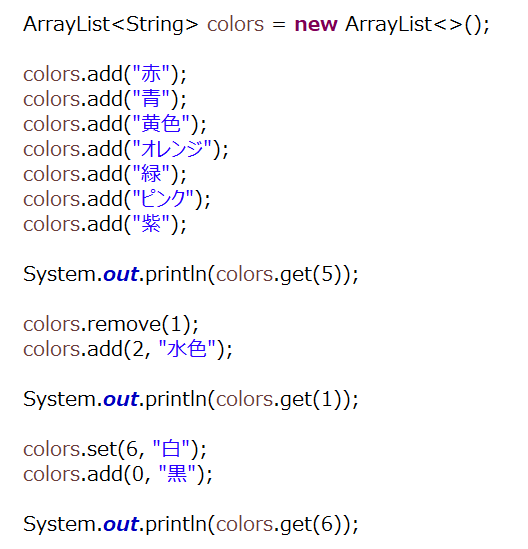 ArrayList<String> colors = new ArrayList<>();
colors.add("赤");
colors.add("青");
colors.add("黄色");
colors.add("オレンジ");
colors.add("緑");
colors.add("ピンク");
colors.add("紫");
System.out.println(colors.get(5));
colors.remove(1);
colors.add(2, "水色");
System.out.println(colors.get(1));
colors.set(6, "白");
colors.add(0, "黒");
System.out.println(colors.get(6));